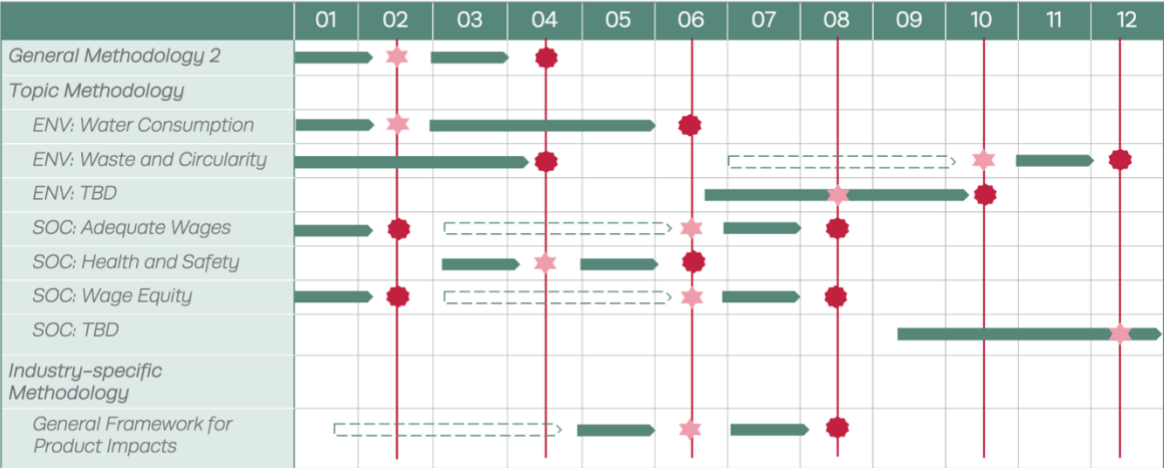 01 02 03 04 05 06 07 08 09 10 11 12
General Methodology 2
Topic Methodology
ENV: Water Consumption
ENV: Waste and Circularity
ENV: TBD
SOC: Adequate Wages
SOC: Health and Safety
SOC: Wage Equity
SOC: TBD
Industry-specific
Methodology
General Framework for
Product Impacts